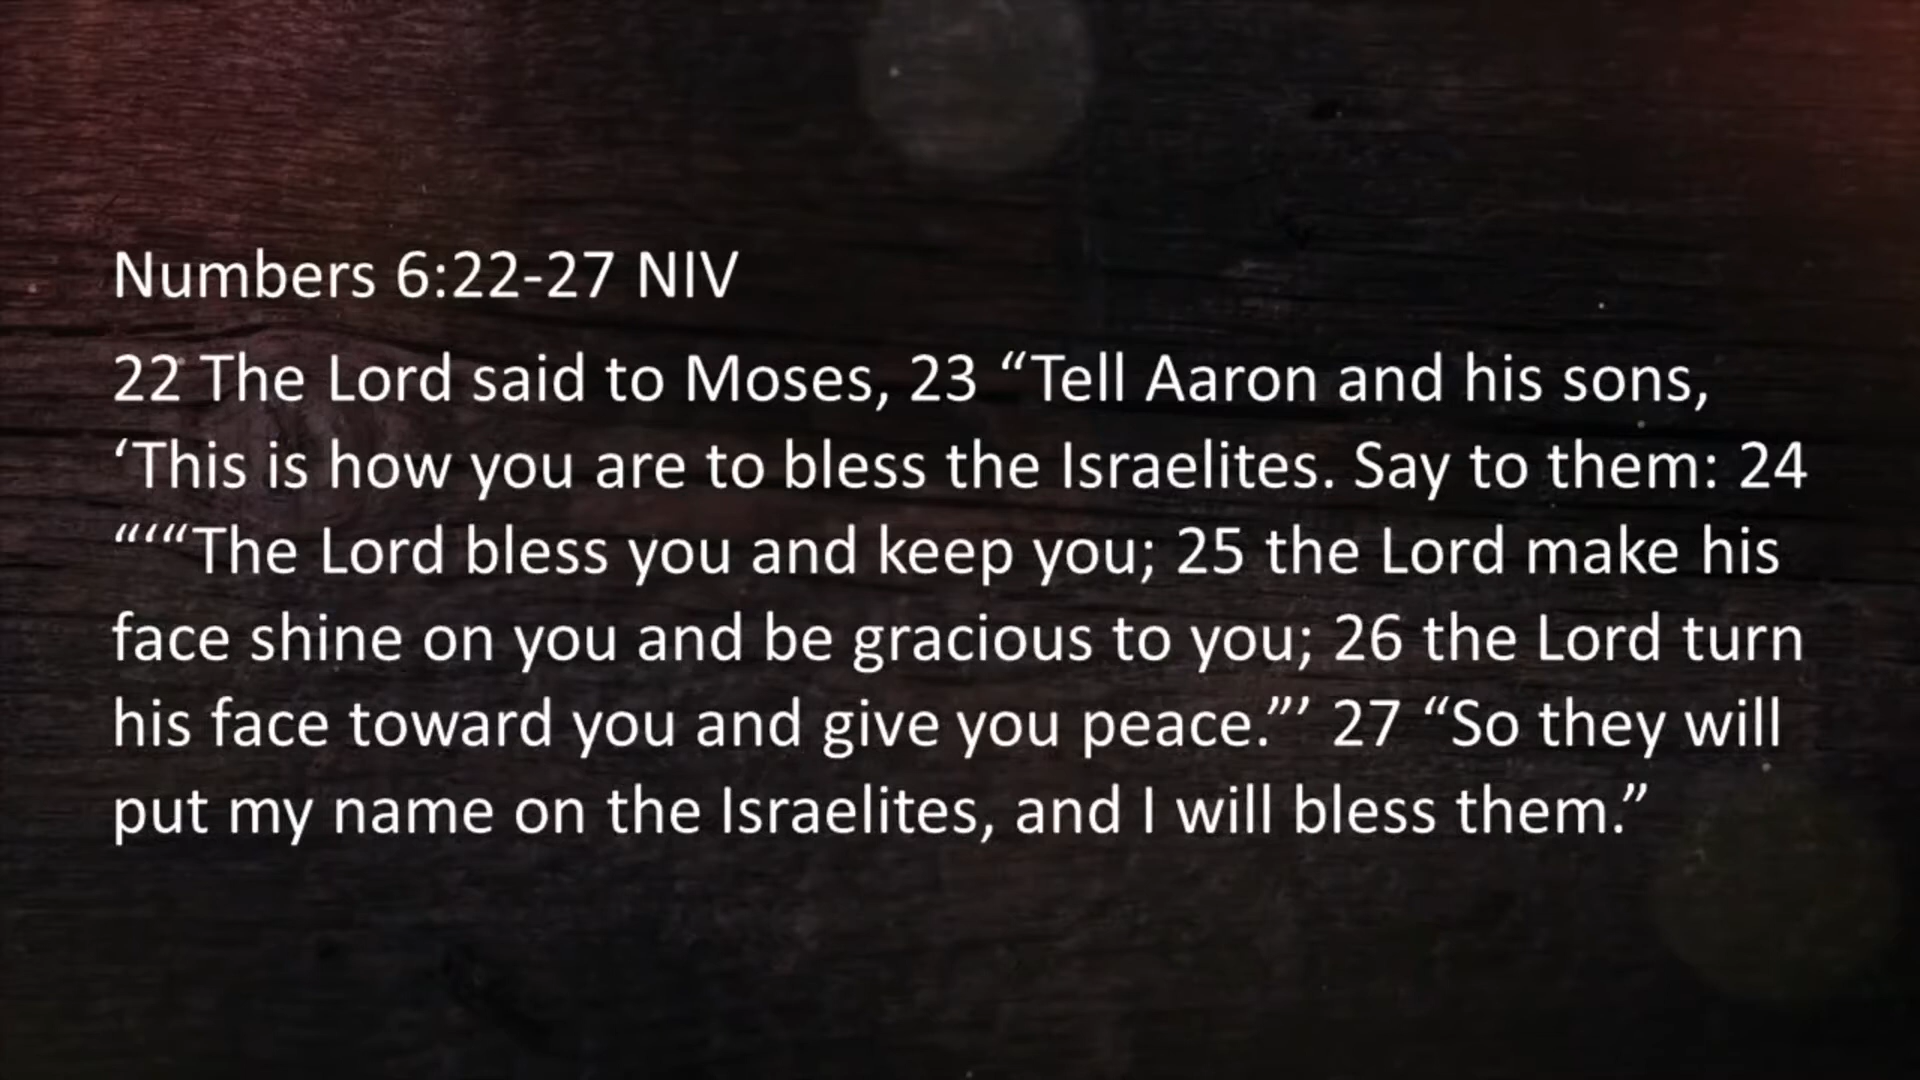 Numbers 6:22-27 NIV
22 The Lord said to Moses, 23 “Tell Aaron and his sons,
‘This is how you are to bless the Israelites. Say to them: 24
“‘“The Lord bless you and keep you; 25 the Lord make his
face shine on you and be gracious to you; 26 the Lord turn
his face toward you and give you peace.”’ 27 “So they will
put my name on the Israelites, and I will bless them.”